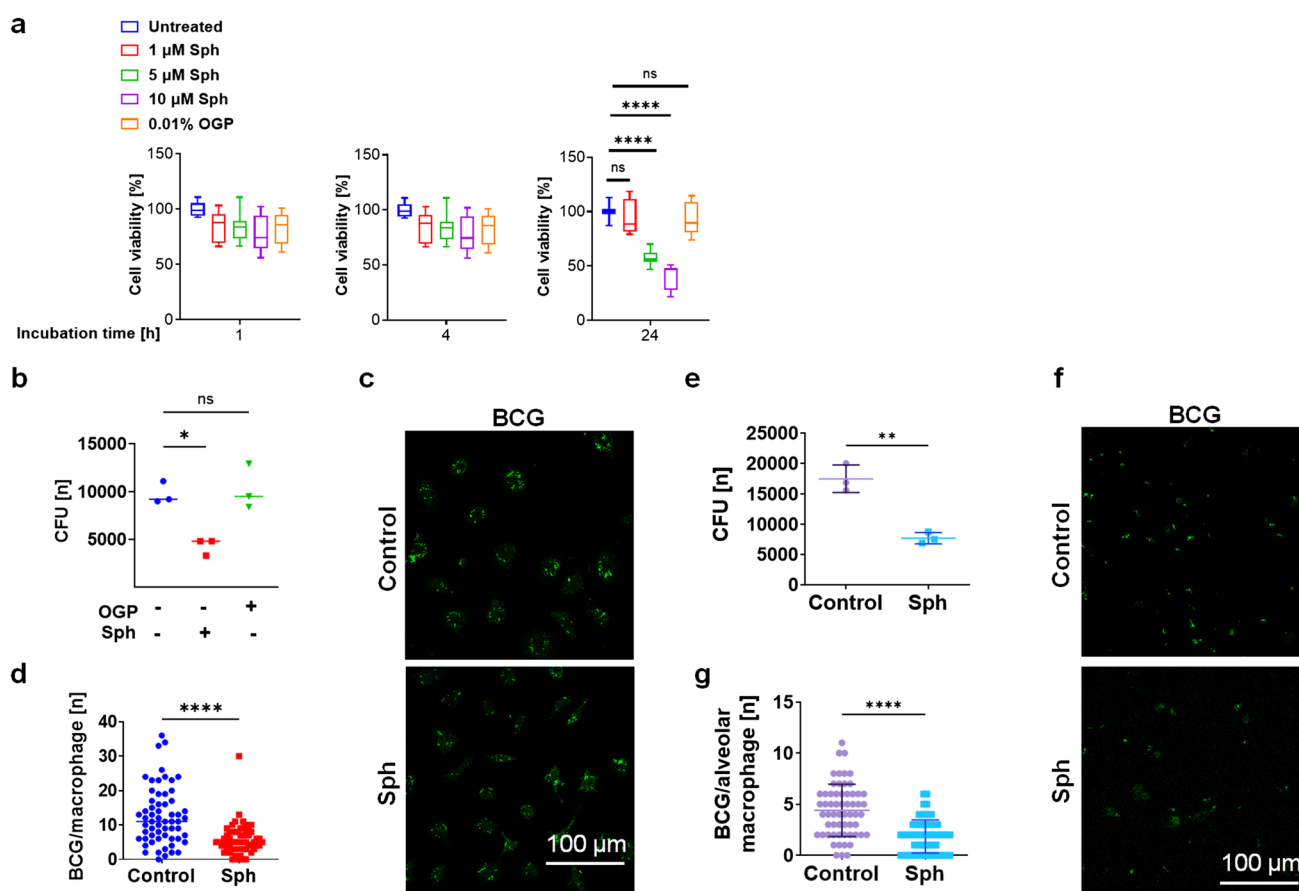 a
Untreated
1 µM Sph
5 µM Sph
10 µM Sph
0.01% OGP
Cell viability [%]
150
100
50
0
1
Cell viability [%]
150
100
50
0
4
Cell viability [%]
150
100
50
0
24
ns
****
****
ns
Incubation time [h]
b
ns
*
CFU [n]
15000
10000
5000
OGP - - +
Sph - + -
c
BCG
Control
Sph
100 µm
d
****
BCG/macrophage [n]
40
30
20
10
0
Control Sph
e
**
CFU [n]
25000
20000
15000
10000
5000
0
Control Sph
f
BCG
Control
Sph
100 µm
g
****
BCG/alveolar
macrophage [n]
15
10
5
0
Control Sph